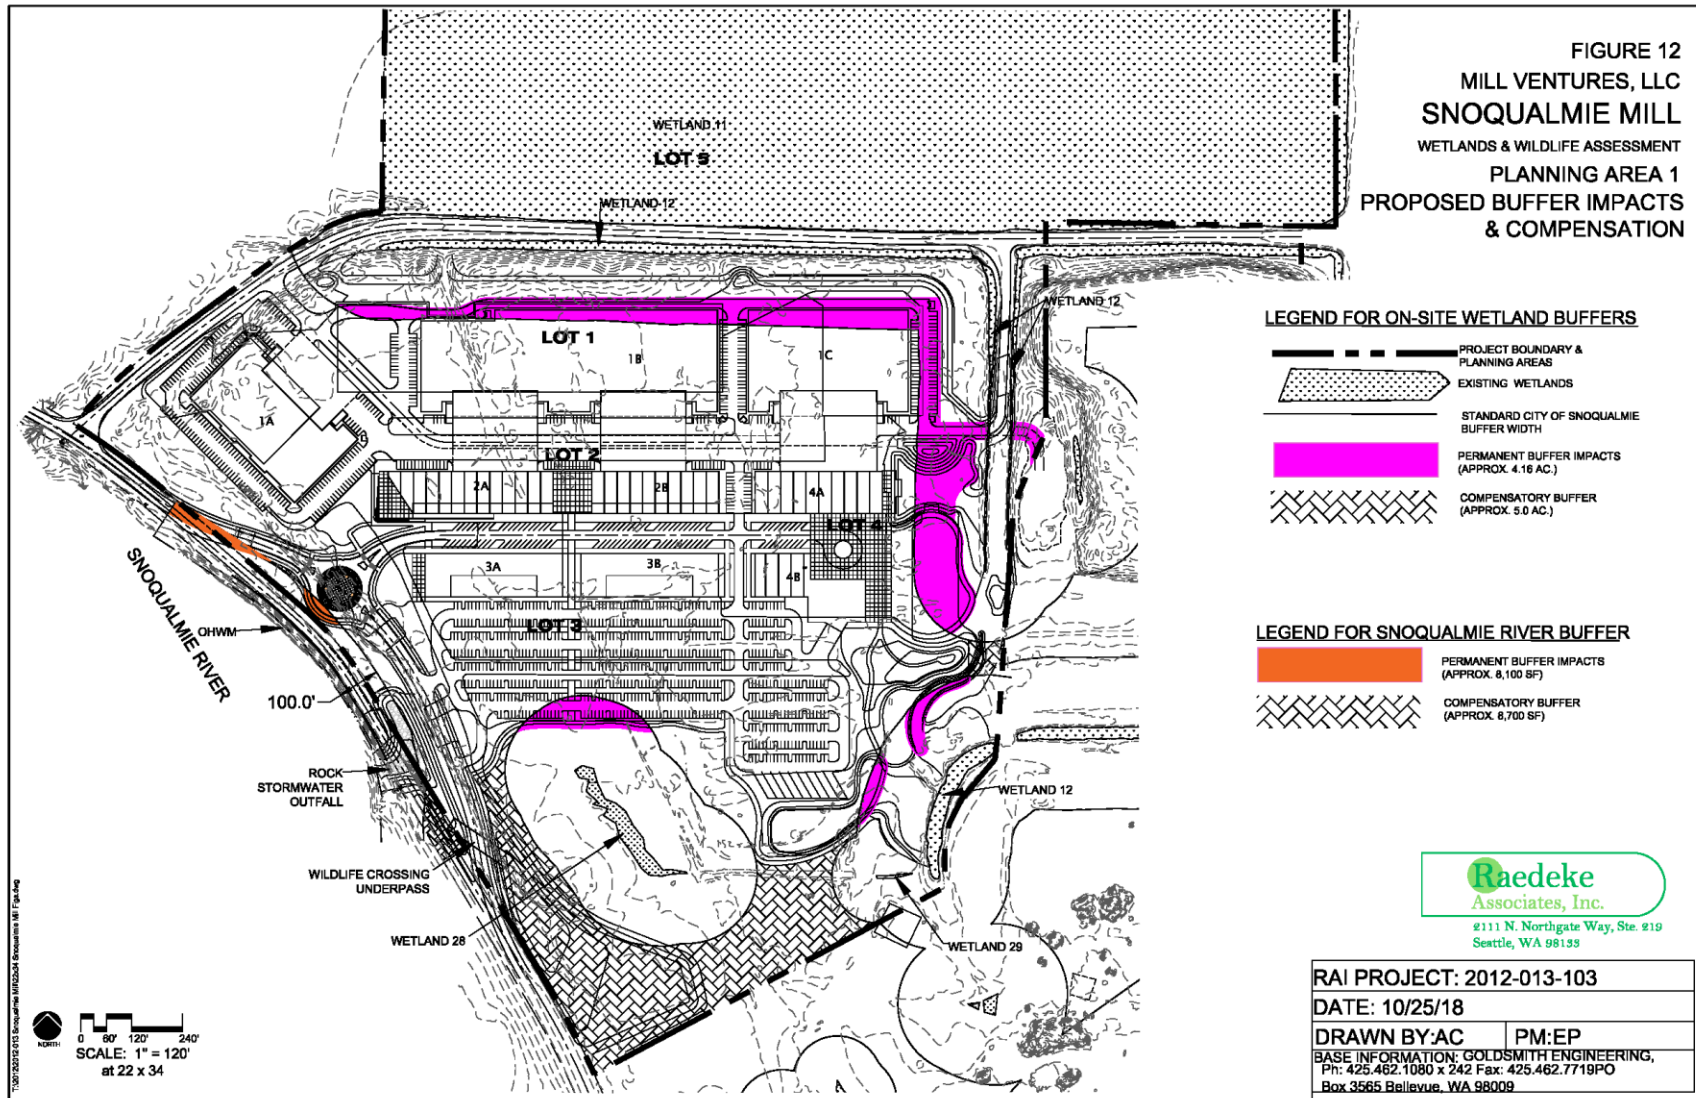 FIGURE 12
MILL VENTURES, LLC
SNOQUALMIE MILL
WETLANDS & WILDLIFE ASSESSMENT
PLANNING AREA 1
PROPOSED BUFFER IMPACTS
& COMPENSATION
WETLAND 11
LOT 5
WETLAND 12
WETLAND 12
LOT 1
1B
1C
1A
LOT 2
2A
2B
4A
LOT 4
3A
3B
4B
LOT 3
SNOQUALMIE RIVER
OHWM
100.0'
ROCK
STORMWATER
OUTFALL
WILDLIFE CROSSING
UNDERPASS
WETLAND 28
WETLAND 12
WETLAND 29
LEGEND FOR ON-SITE WETLAND BUFFERS
PROJECT BOUNDARY &
PLANNING AREAS
EXISTING WETLANDS
STANDARD CITY OF SNOQUALMIE
BUFFER WIDTH
PERMANENT BUFFER IMPACTS
(APPROX. 4.16 AC.)
COMPENSATORY BUFFER
(APPROX. 5.0 AC.)
LEGEND FOR SNOQUALMIE RIVER BUFFER
PERMANENT BUFFER IMPACTS
(APPROX. 8,100 SF)
COMPENSATORY BUFFER
(APPROX. 8,700 SF)
Raedeke
Associates, Inc.
2111 N. Northgate Way, Ste. 219
Seattle, WA 98133
RAI PROJECT: 2012-013-103
DATE: 10/25/18
DRAWN BY:AC PM:EP
BASE INFORMATION: GOLDSMITH ENGINEERING,
Ph: 425.462.1080 x 242 Fax: 425.462.7719PO
Box 3565 Bellevue, WA 98009
NORTH
0 60' 120' 240'
SCALE: 1" = 120'
at 22 x 34